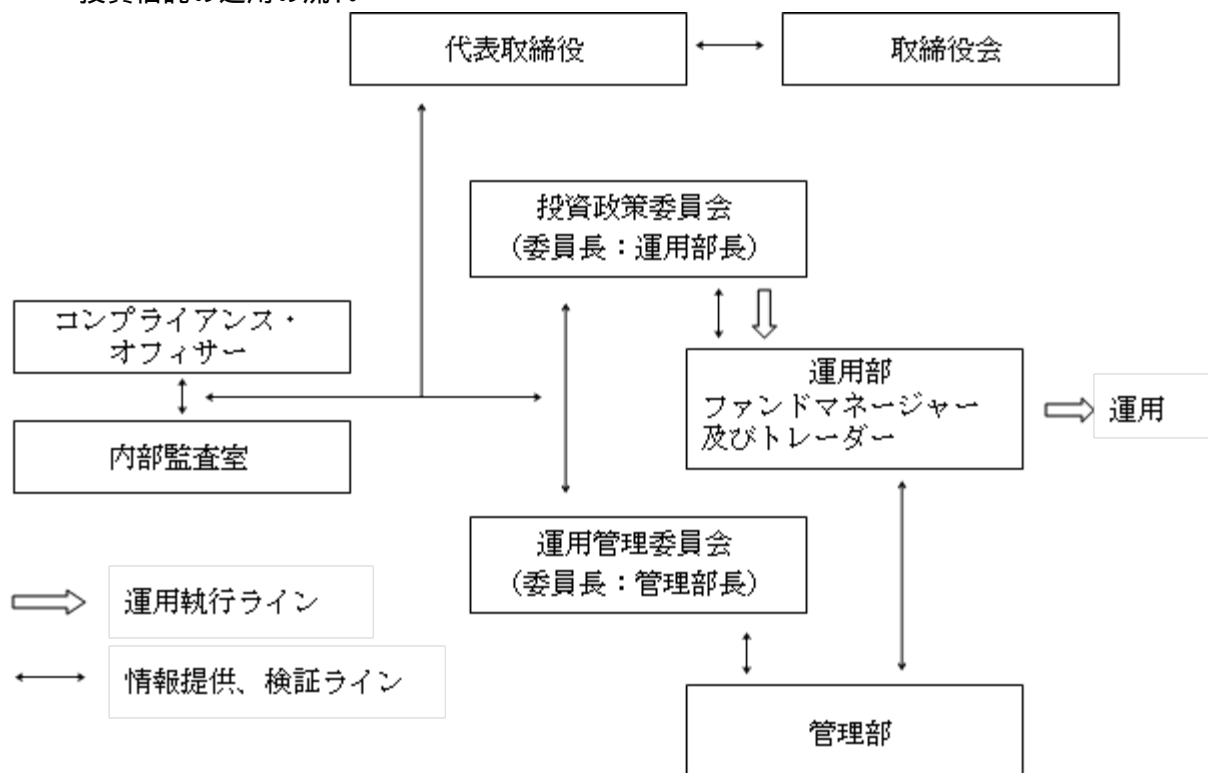 投資信託の運用の流れ
代表取締役
取締役会
投資政策委員会
（委員長：運用部長）
コンプライアンス・
オフィサー
運用部
ファンドマネージャー
及びトレーダー
運用
内部監査室
運用管理委員会
（委員長：管理部長）
運用執行ライン
情報提供、検証ライン
管理部